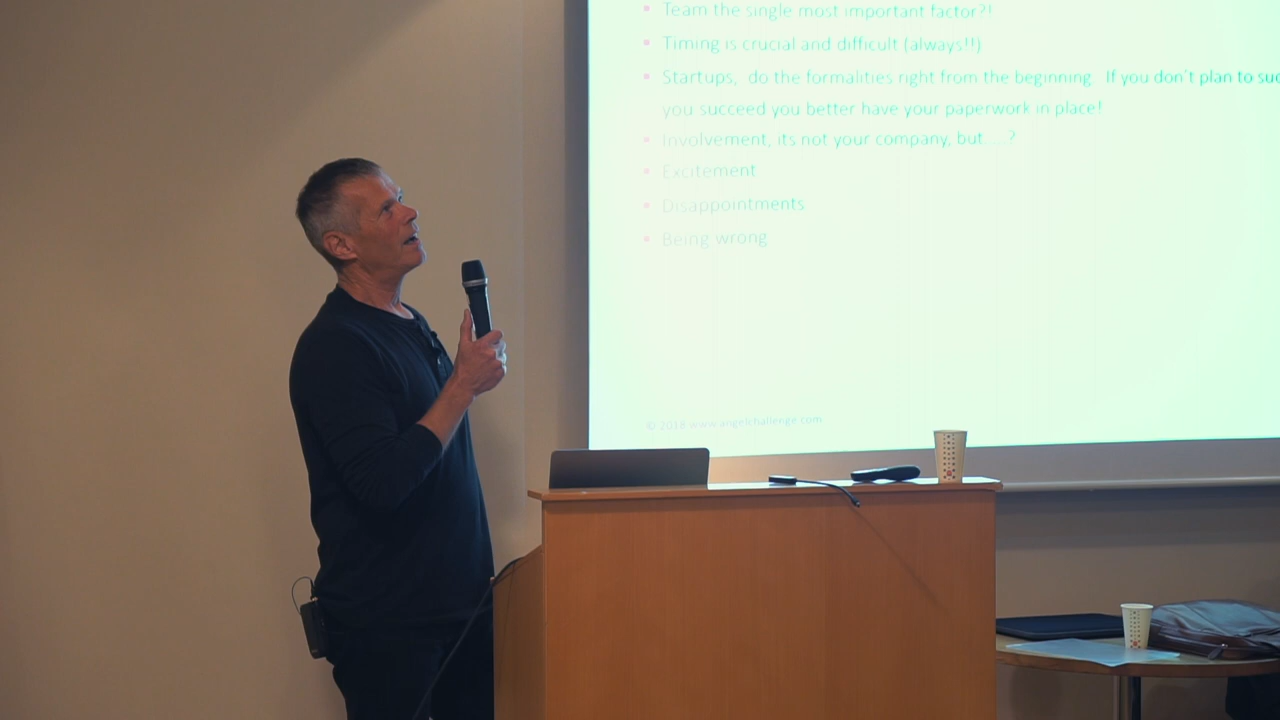 Team the single most important factor?!
Timing is crucial and difficult (always!!)
Startups, do the formalities right from the beginning If you don't plan to suc
you succeed you better have your paperwork in place!
Involvement, its not your company, but.....?
Excitement
Disappointments
Being wrong
© 2018 www.angelchallenge.com